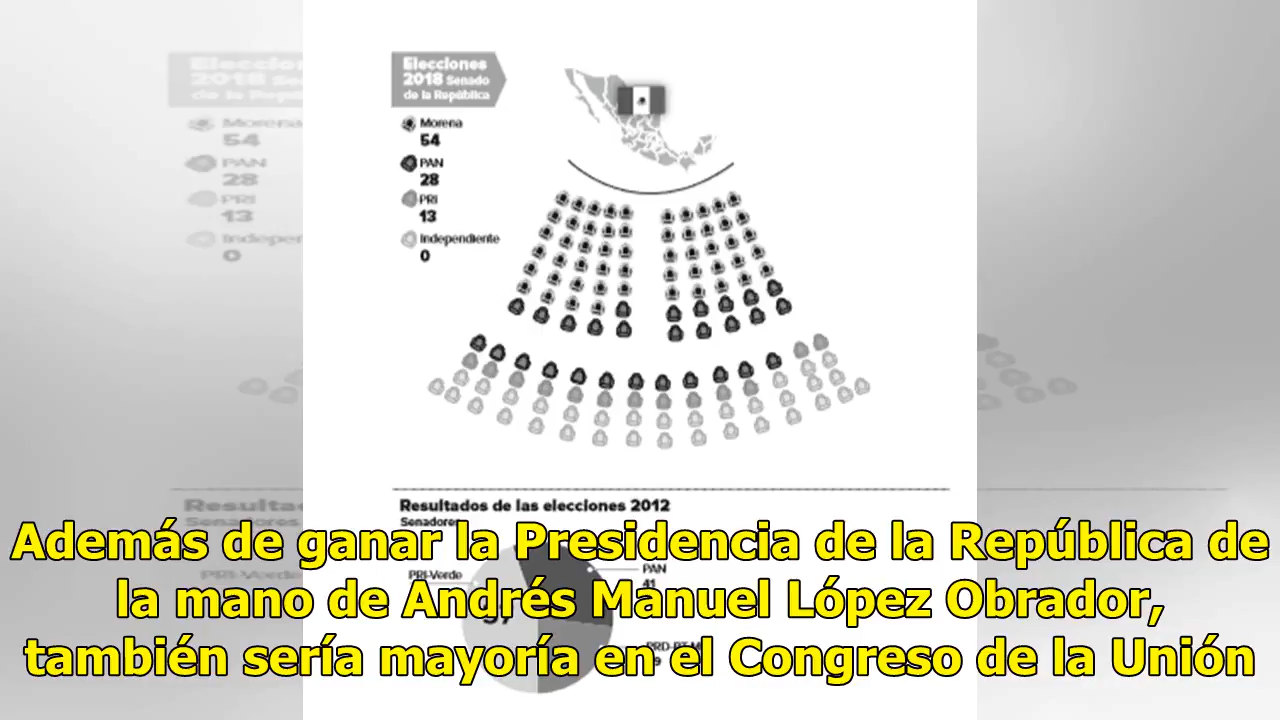 Elecciones
2018 Senado
de la República
Morena
54
PAN
28
PRI
13
Independiente
0
Resultados de las elecciones 2012
Senadores
PRI-Verde
PAN
41
Además de ganar la Presidencia de la República de
la mano de Andrés Manuel López Obrador,
también sería mayoría en el Congreso de la Unión